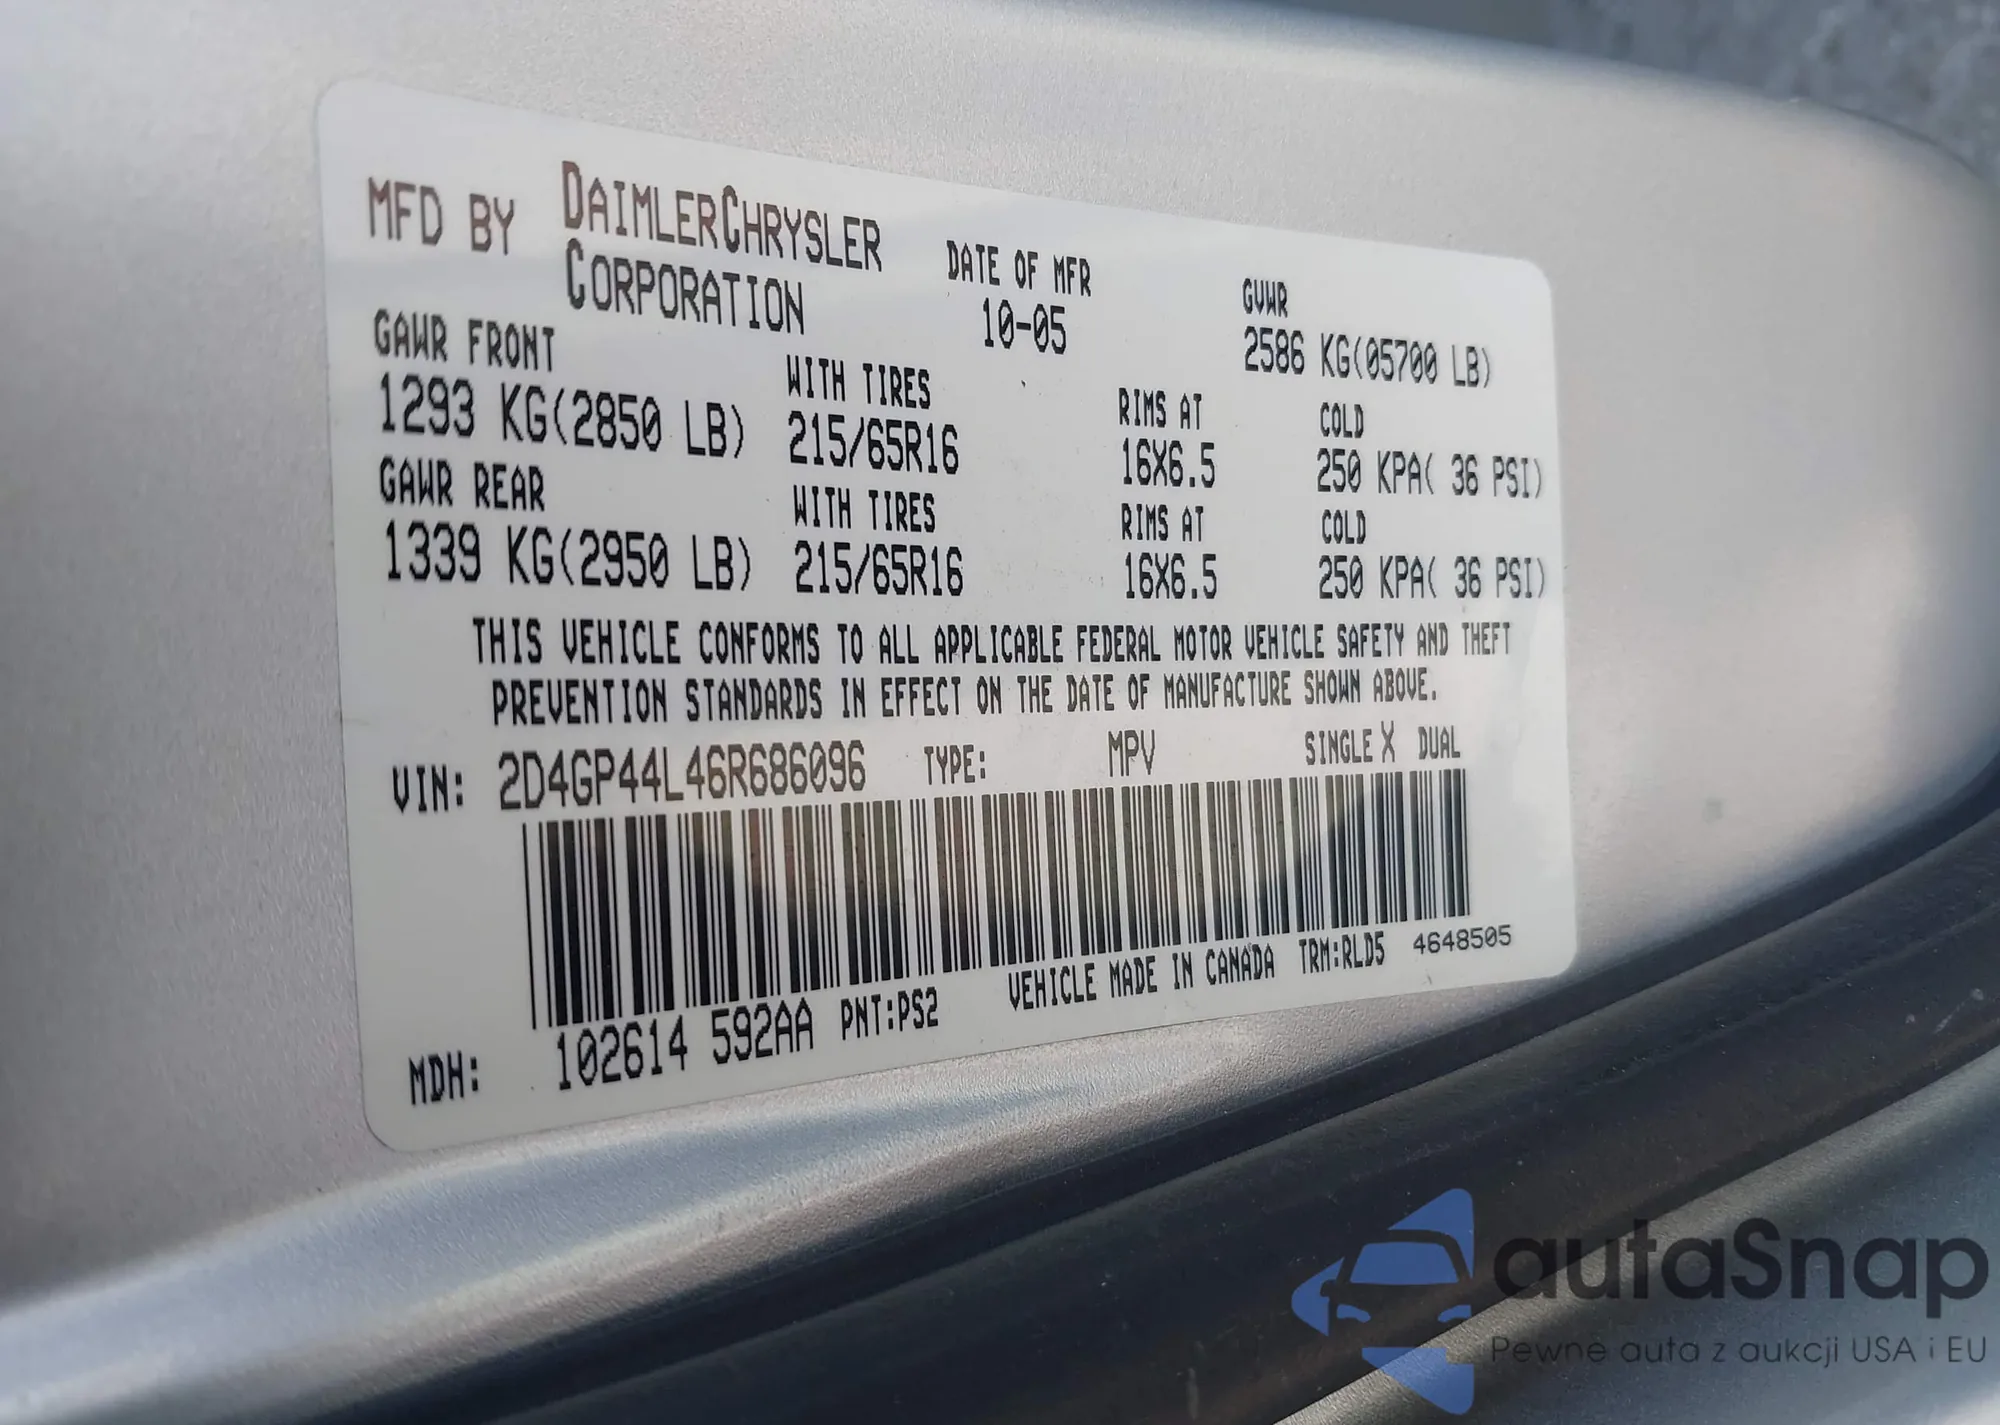 MFD BY DAIMLERCHRYSLER CORPORATION
DATE OF MFR 10-05
GVWR 2586 KG(05700 LB)
GAWR FRONT WITH TIRES RIMS AT COLD
1293 KG(2850 LB) 215/65R16 16X6.5 250 KPA( 36 PSI)
GAWR REAR WITH TIRES RIMS AT COLD
1339 KG(2950 LB) 215/65R16 16X6.5 250 KPA( 36 PSI)
THIS VEHICLE CONFORMS TO ALL APPLICABLE FEDERAL MOTOR VEHICLE SAFETY AND THEFT
PREVENTION STANDARDS IN EFFECT ON THE DATE OF MANUFACTURE SHOWN ABOVE.
VIN: 2D4GP44L46R686096 TYPE: MPV SINGLE X DUAL
MDH: 102614 592AA PNT:PS2 VEHICLE MADE IN CANADA TRM:RLD5 4648505
autaSnap
Pewne auta z aukcji USA i EU